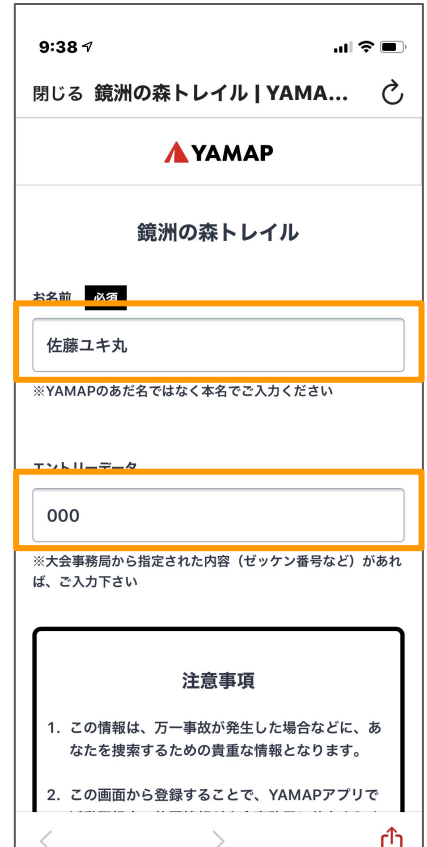 9:38
閉じる 鏡洲の森トレイル | YAMA...
YAMAP
鏡洲の森トレイル
お名前 必須
佐藤ユキ丸
※YAMAPのあだ名ではなく本名でご入力ください
エントリーデータ
000
※大会事務局から指定された内容（ゼッケン番号など）があれ
ば、ご入力下さい
注意事項
1. この情報は、万一事故が発生した場合などに、あ
なたを捜索するための貴重な情報となります。
2. この画面から登録することで、YAMAPアプリで